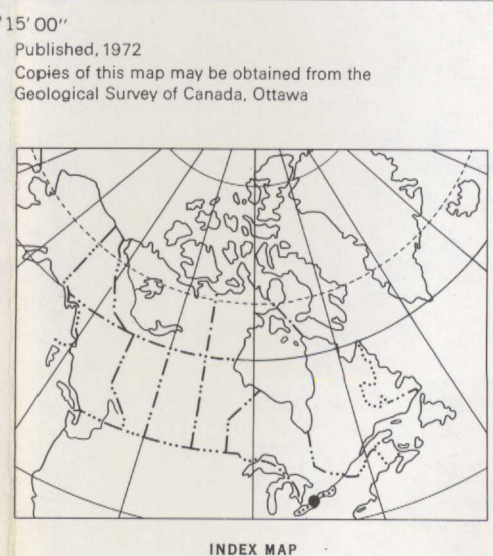 15' 00"
Published, 1972
Copies of this map may be obtained from the
Geological Survey of Canada, Ottawa
INDEX MAP